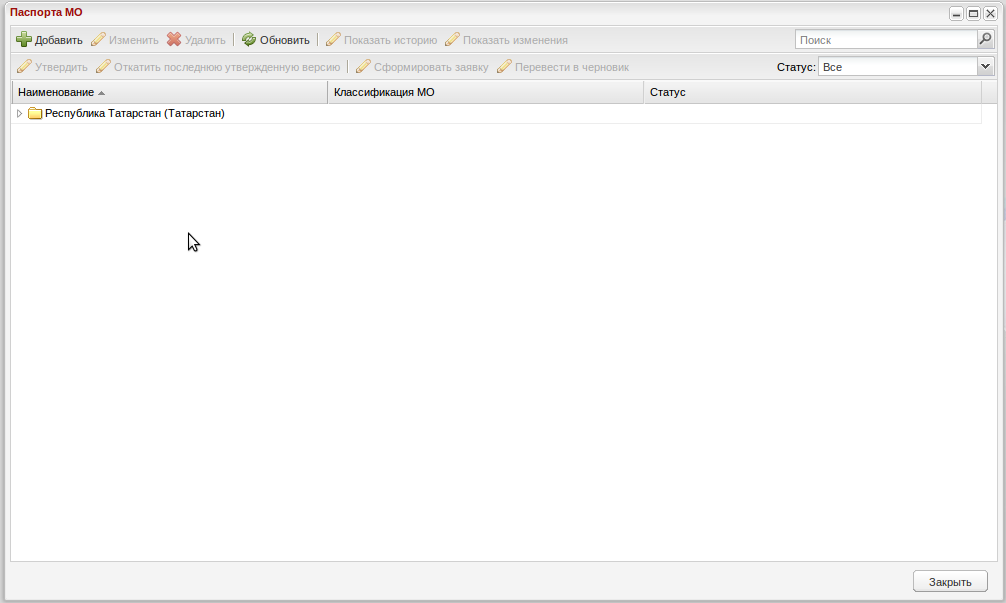 Паспорта МО
Добавить Изменить Удалить Обновить Показать историю Показать изменения Поиск
Утвердить Откатить последнюю утвержденную версию Сформировать заявку Перевести в черновик Статус: Все
Наименование Классификация МО Статус
Республика Татарстан (Татарстан)
Закрыть